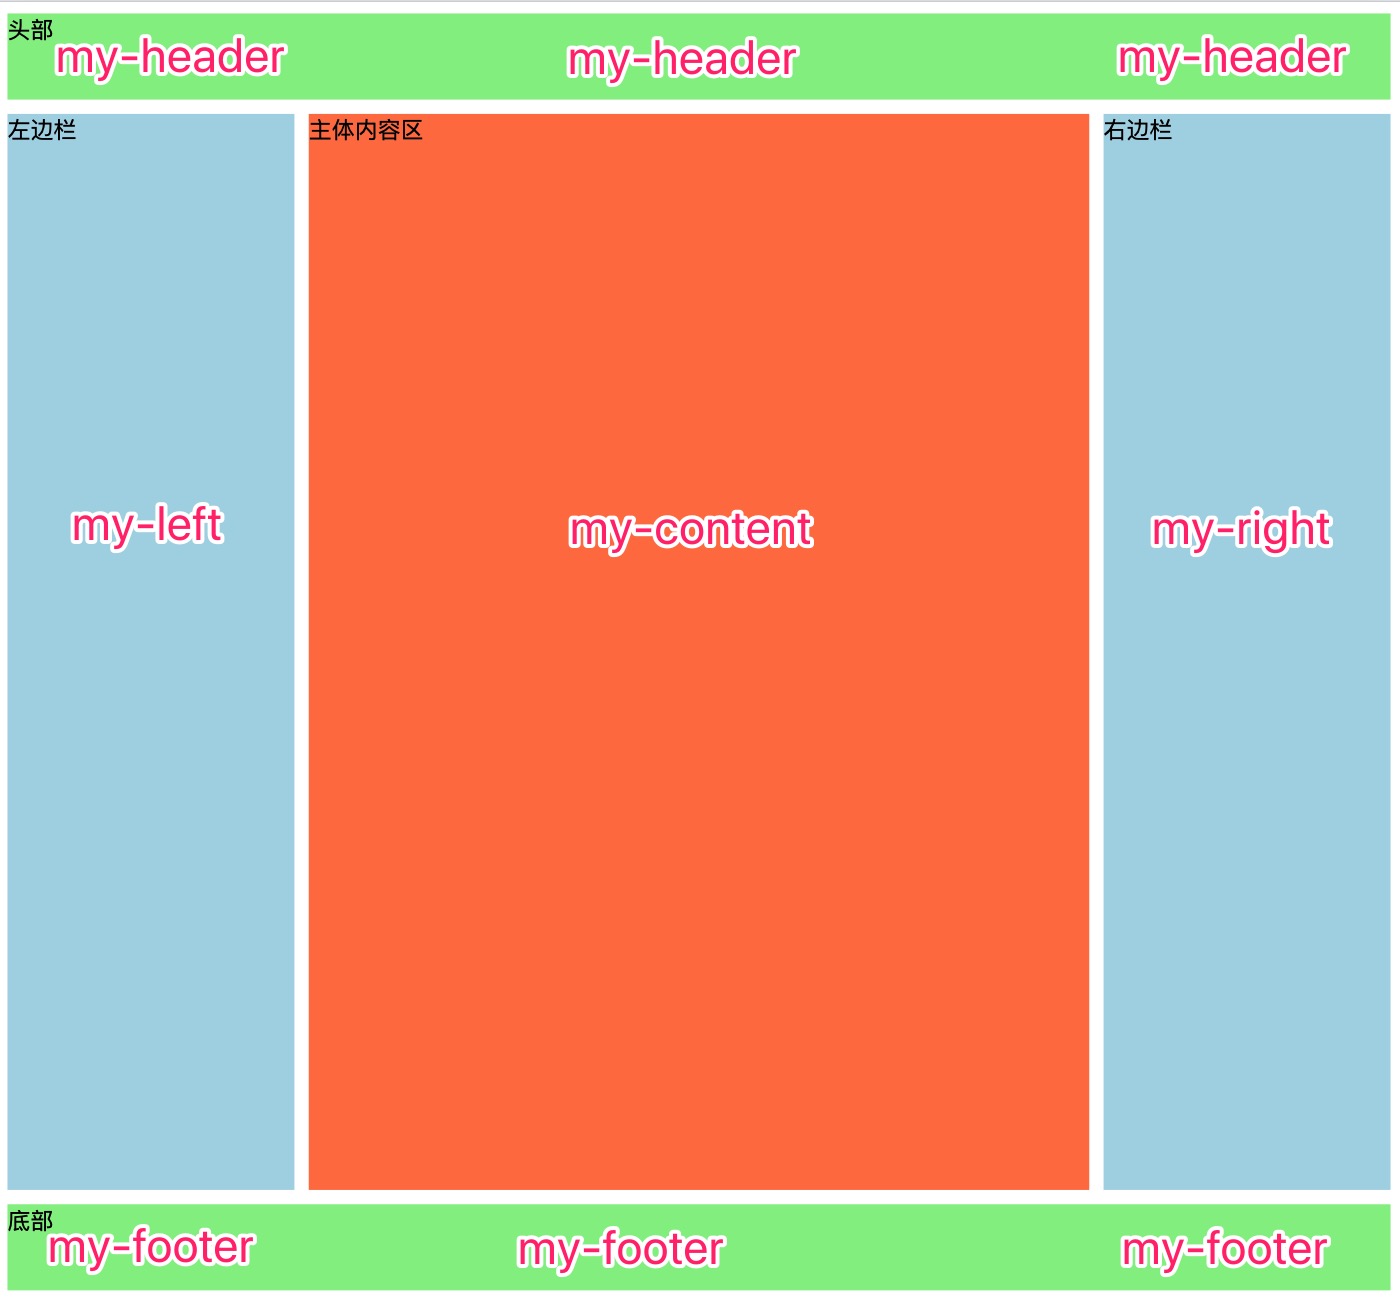 头部
my-header my-header my-header
左边栏 主体内容区 右边栏
my-left my-content my-right
底部
my-footer my-footer my-footer